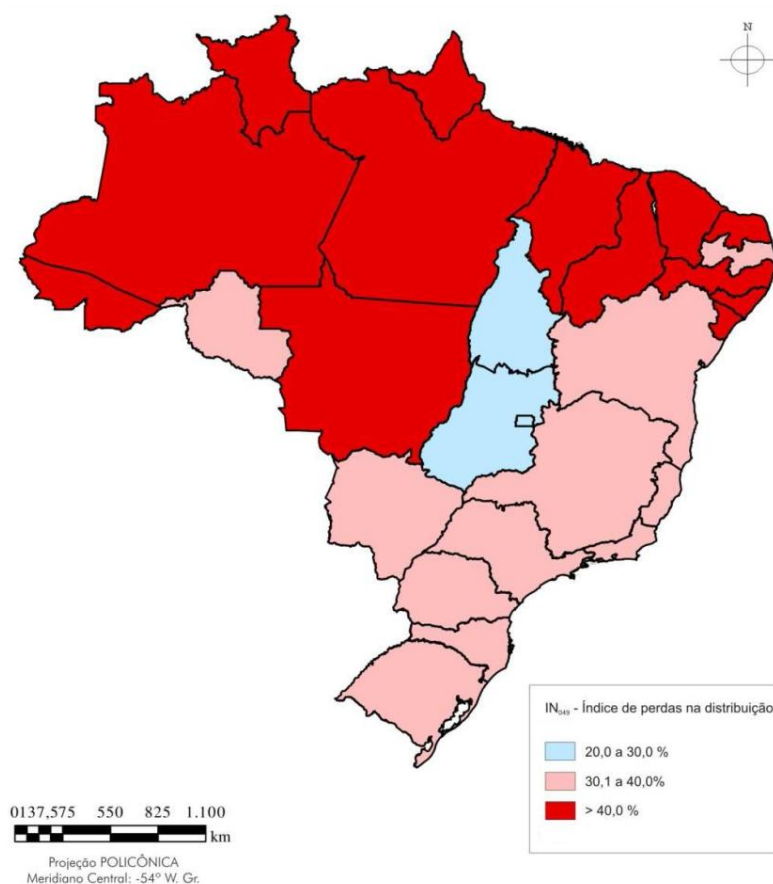 N
IN₀₄₉ - Índice de perdas na distribuição
20,0 a 30,0 %
30,1 a 40,0%
> 40,0 %
0137,575 550 825 1.100
km
Projeção POLICÔNICA
Meridiano Central: -54º W. Gr.